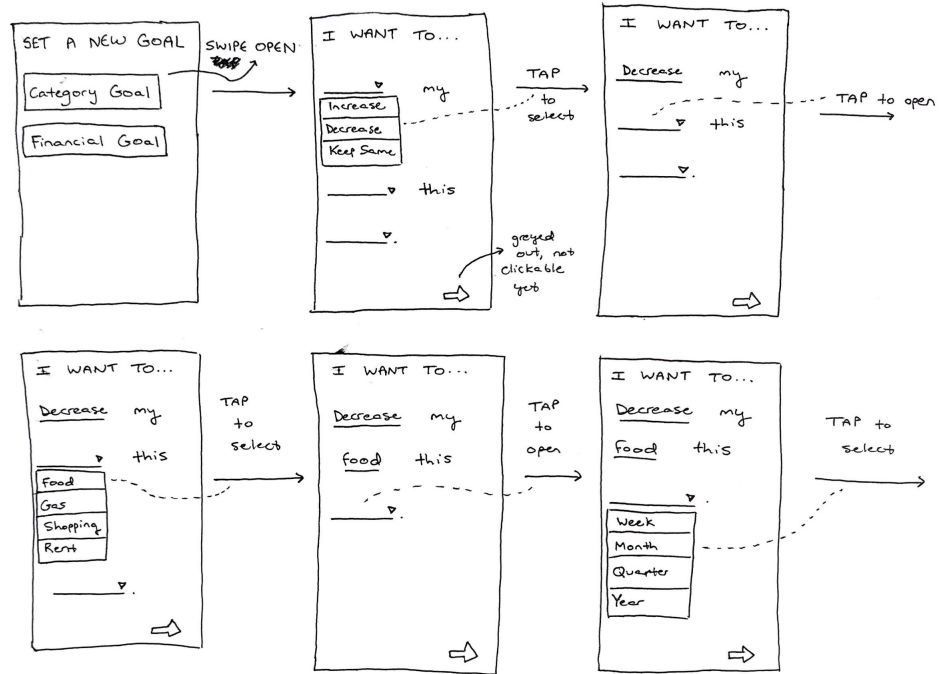 SET A NEW GOAL
Category Goal
Financial Goal
SWIPE OPEN
I WANT TO...
my
Increase
Decrease
Keep Same
this
.
greyed
out, not
clickable
yet
TAP
to
select
I WANT TO...
Decrease my
this
.
TAP to open
I WANT TO...
Decrease my
this
Food
Gas
Shopping
Rent
.
TAP
to
select
I WANT TO...
Decrease my
food this
.
TAP
to
open
I WANT TO...
Decrease my
Food this
.
Week
Month
Quarter
Year
TAP to
select